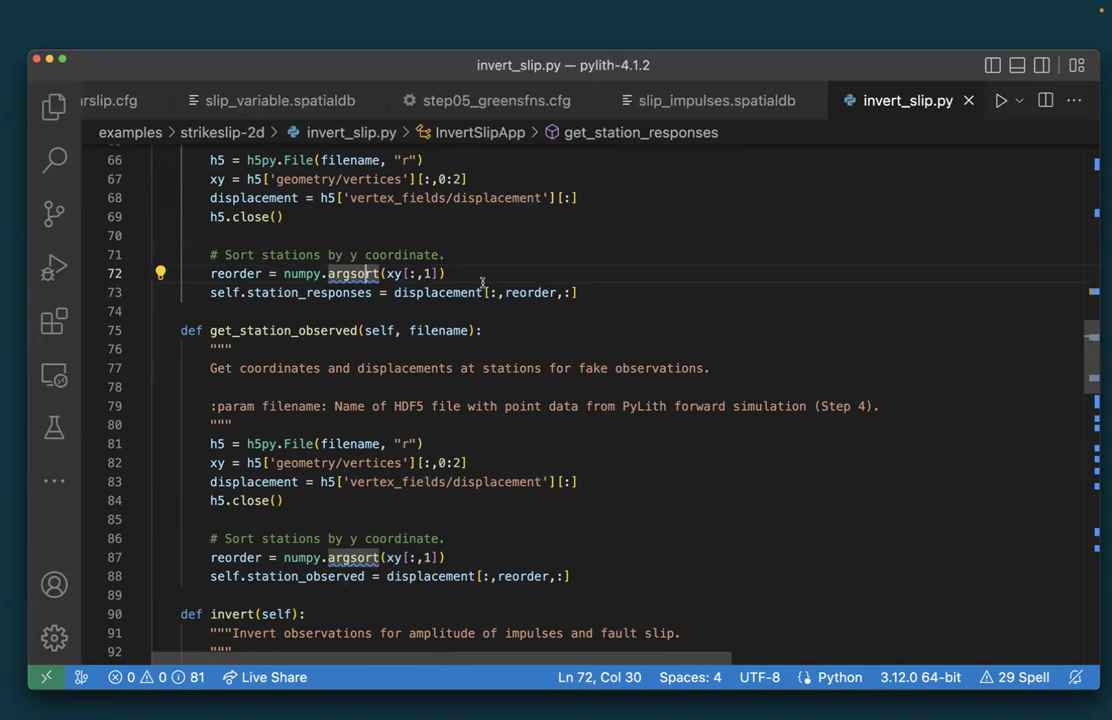 invert_slip.py — pylith-4.1.2
ırslip.cfg slip_variable.spatialdb step05_greensfns.cfg slip_impulses.spatialdb invert_slip.py
examples > strikeslip-2d > invert_slip.py > InvertSlipApp > get_station_responses
66 h5 = h5py.File(filename, "r")
67 xy = h5['geometry/vertices'][:,0:2]
68 displacement = h5['vertex_fields/displacement'][:]
69 h5.close()
70
71 # Sort stations by y coordinate.
72 reorder = numpy.argsort(xy[:,1])
73 self.station_responses = displacement[:,reorder,:]
74
75 def get_station_observed(self, filename):
76 """
77 Get coordinates and displacements at stations for fake observations.
78
79 :param filename: Name of HDF5 file with point data from PyLith forward simulation (Step 4).
80 """
81 h5 = h5py.File(filename, "r")
82 xy = h5['geometry/vertices'][:,0:2]
83 displacement = h5['vertex_fields/displacement'][:]
84 h5.close()
85
86 # Sort stations by y coordinate.
87 reorder = numpy.argsort(xy[:,1])
88 self.station_observed = displacement[:,reorder,:]
89
90 def invert(self):
91 """Invert observations for amplitude of impulses and fault slip.
92 """
0 0 81 Live Share Ln 72, Col 30 Spaces: 4 UTF-8 Python 3.12.0 64-bit 29 Spell